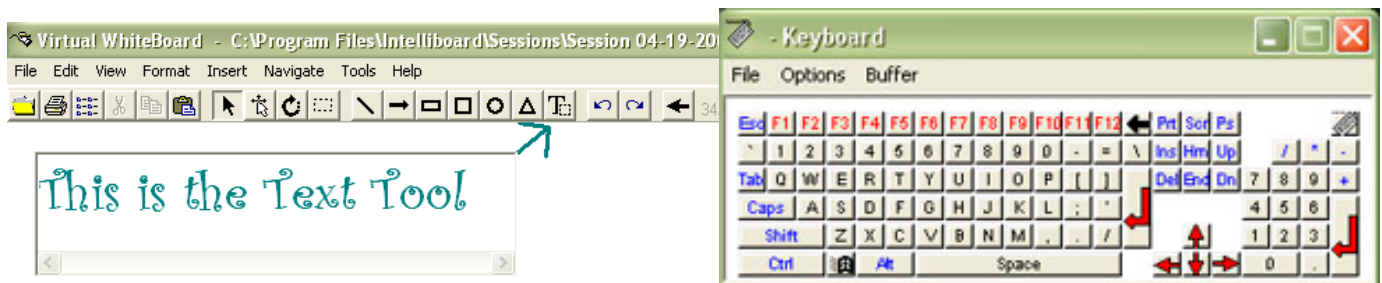 Virtual WhiteBoard - C:\Program Files\Intelliboard\Sessions\Session 04-19-20
File Edit View Format Insert Navigate Tools Help
T
34
This is the Text Tool
- Keyboard
File Options Buffer
Esc F1 F2 F3 F4 F5 F6 F7 F8 F9 F10 F11 F12 Prt Scr Ps
` 1 2 3 4 5 6 7 8 9 0 - = \ Ins Hm Up / * -
Tab Q W E R T Y U I O P [ ] Del End Dn 7 8 9 +
Caps A S D F G H J K L ; ' 4 5 6
Shift Z X C V B N M , . / 1 2 3
Ctrl Alt Space 0 .